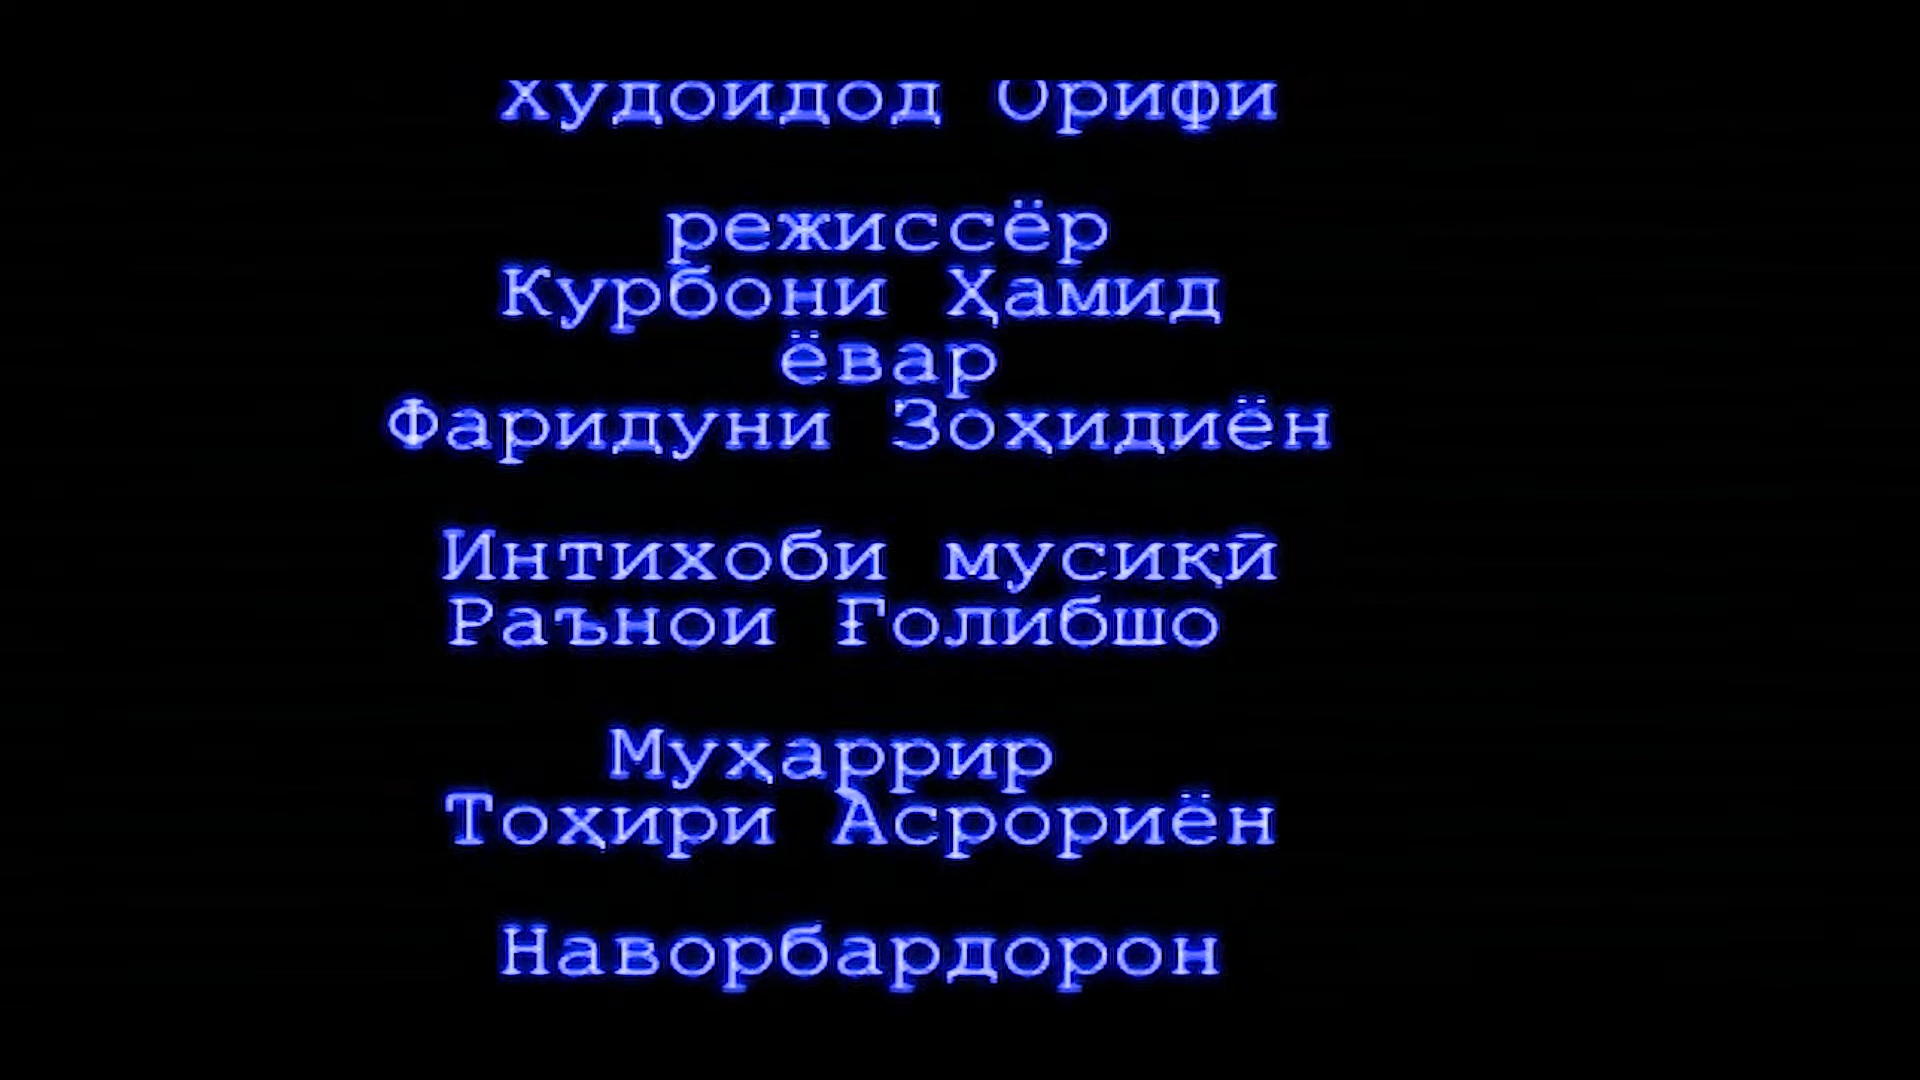 Худоидод Орифи
режиссёр
Курбони Ҳамид
ёвар
Фаридуни Зоҳидиён
Интихоби мусиқӣ
Раънои Ғолибшо
Муҳаррир
Тоҳири Асрориён
Наворбардорон